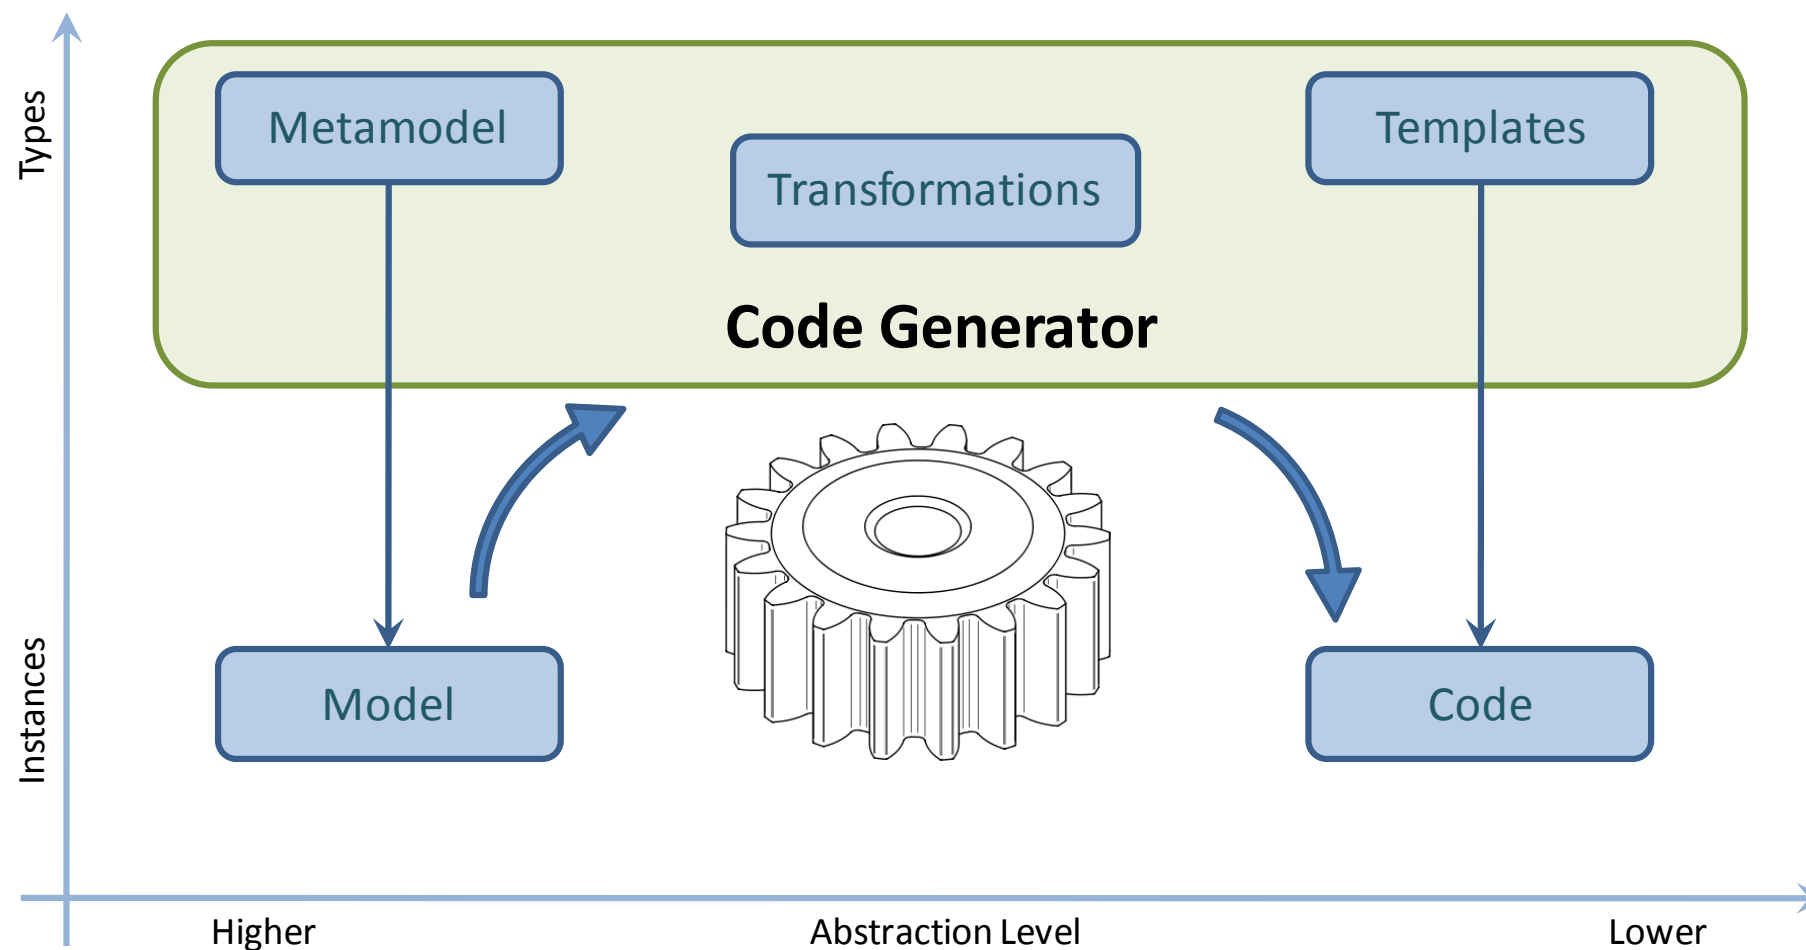 Types
Metamodel
Templates
Transformations
Code Generator
Instances
Model
Code
Higher
Abstraction Level
Lower